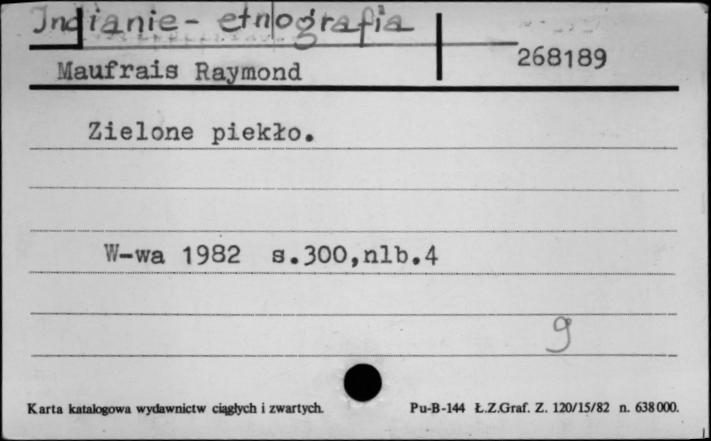 Indianie - etnografia
Maufrais Raymond
268189
Zielone piekło.
W-wa 1982 s.300,nlb.4
9
Karta katalogowa wydawnictw ciągłych i zwartych. Pu-B-144 Ł.Z.Graf. Z. 120/15/82 n. 638000.